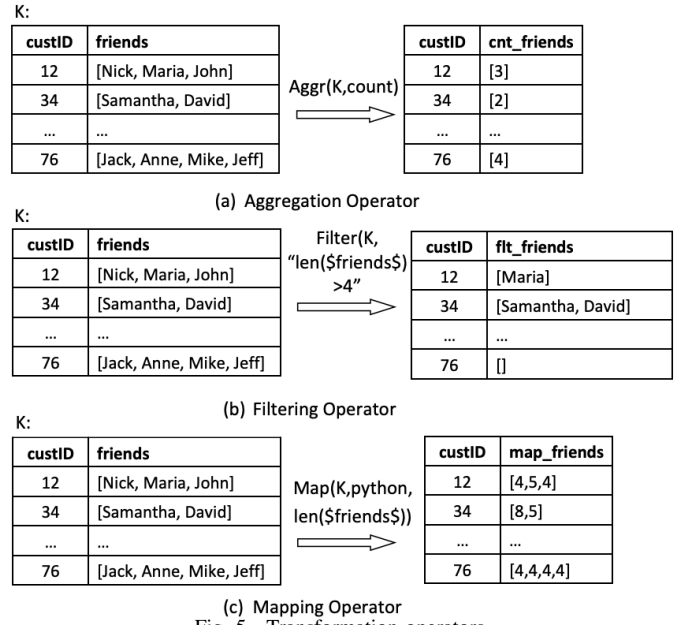 K:
custID friends
12 [Nick, Maria, John]
34 [Samantha, David]
... ...
76 [Jack, Anne, Mike, Jeff]
Aggr(K,count)
custID cnt_friends
12 [3]
34 [2]
... ...
76 [4]
(a) Aggregation Operator
K:
custID friends
12 [Nick, Maria, John]
34 [Samantha, David]
... ...
76 [Jack, Anne, Mike, Jeff]
Filter(K,
“len($friends$)
>4”
custID flt_friends
12 [Maria]
34 [Samantha, David]
... ...
76 []
(b) Filtering Operator
K:
custID friends
12 [Nick, Maria, John]
34 [Samantha, David]
... ...
76 [Jack, Anne, Mike, Jeff]
Map(K,python,
len($friends$))
custID map_friends
12 [4,5,4]
34 [8,5]
... ...
76 [4,4,4,4]
(c) Mapping Operator
Fig. 5. Transformation operators